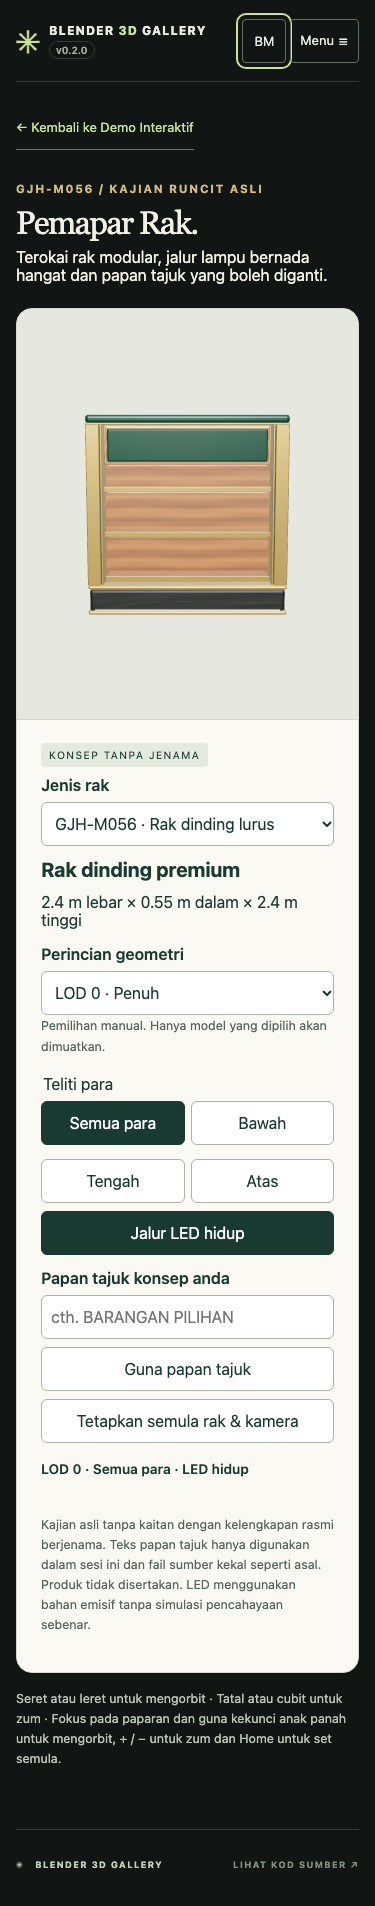 BLENDER 3D GALLERY
v0.2.0
BM
Menu ≡
← Kembali ke Demo Interaktif
GJH-M056 / KAJIAN RUNCIT ASLI
Pemapar Rak.
Terokai rak modular, jalur lampu bernada
hangat dan papan tajuk yang boleh diganti.
KONSEP TANPA JENAMA
Jenis rak
GJH-M056 · Rak dinding lurus
Rak dinding premium
2.4 m lebar × 0.55 m dalam × 2.4 m
tinggi
Perincian geometri
LOD 0 · Penuh
Pemilihan manual. Hanya model yang dipilih akan
dimuatkan.
Teliti para
Semua para
Bawah
Tengah
Atas
Jalur LED hidup
Papan tajuk konsep anda
cth. BARANGAN PILIHAN
Guna papan tajuk
Tetapkan semula rak & kamera
LOD 0 · Semua para · LED hidup
Kajian asli tanpa kaitan dengan kelengkapan rasmi
berjenama. Teks papan tajuk hanya digunakan
dalam sesi ini dan fail sumber kekal seperti asal.
Produk tidak disertakan. LED menggunakan
bahan emisif tanpa simulasi pencahayaan
sebenar.
Seret atau leret untuk mengorbit · Tatal atau cubit untuk
zum · Fokus pada paparan dan guna kekunci anak panah
untuk mengorbit, + / − untuk zum dan Home untuk set
semula.
BLENDER 3D GALLERY
LIHAT KOD SUMBER ↗